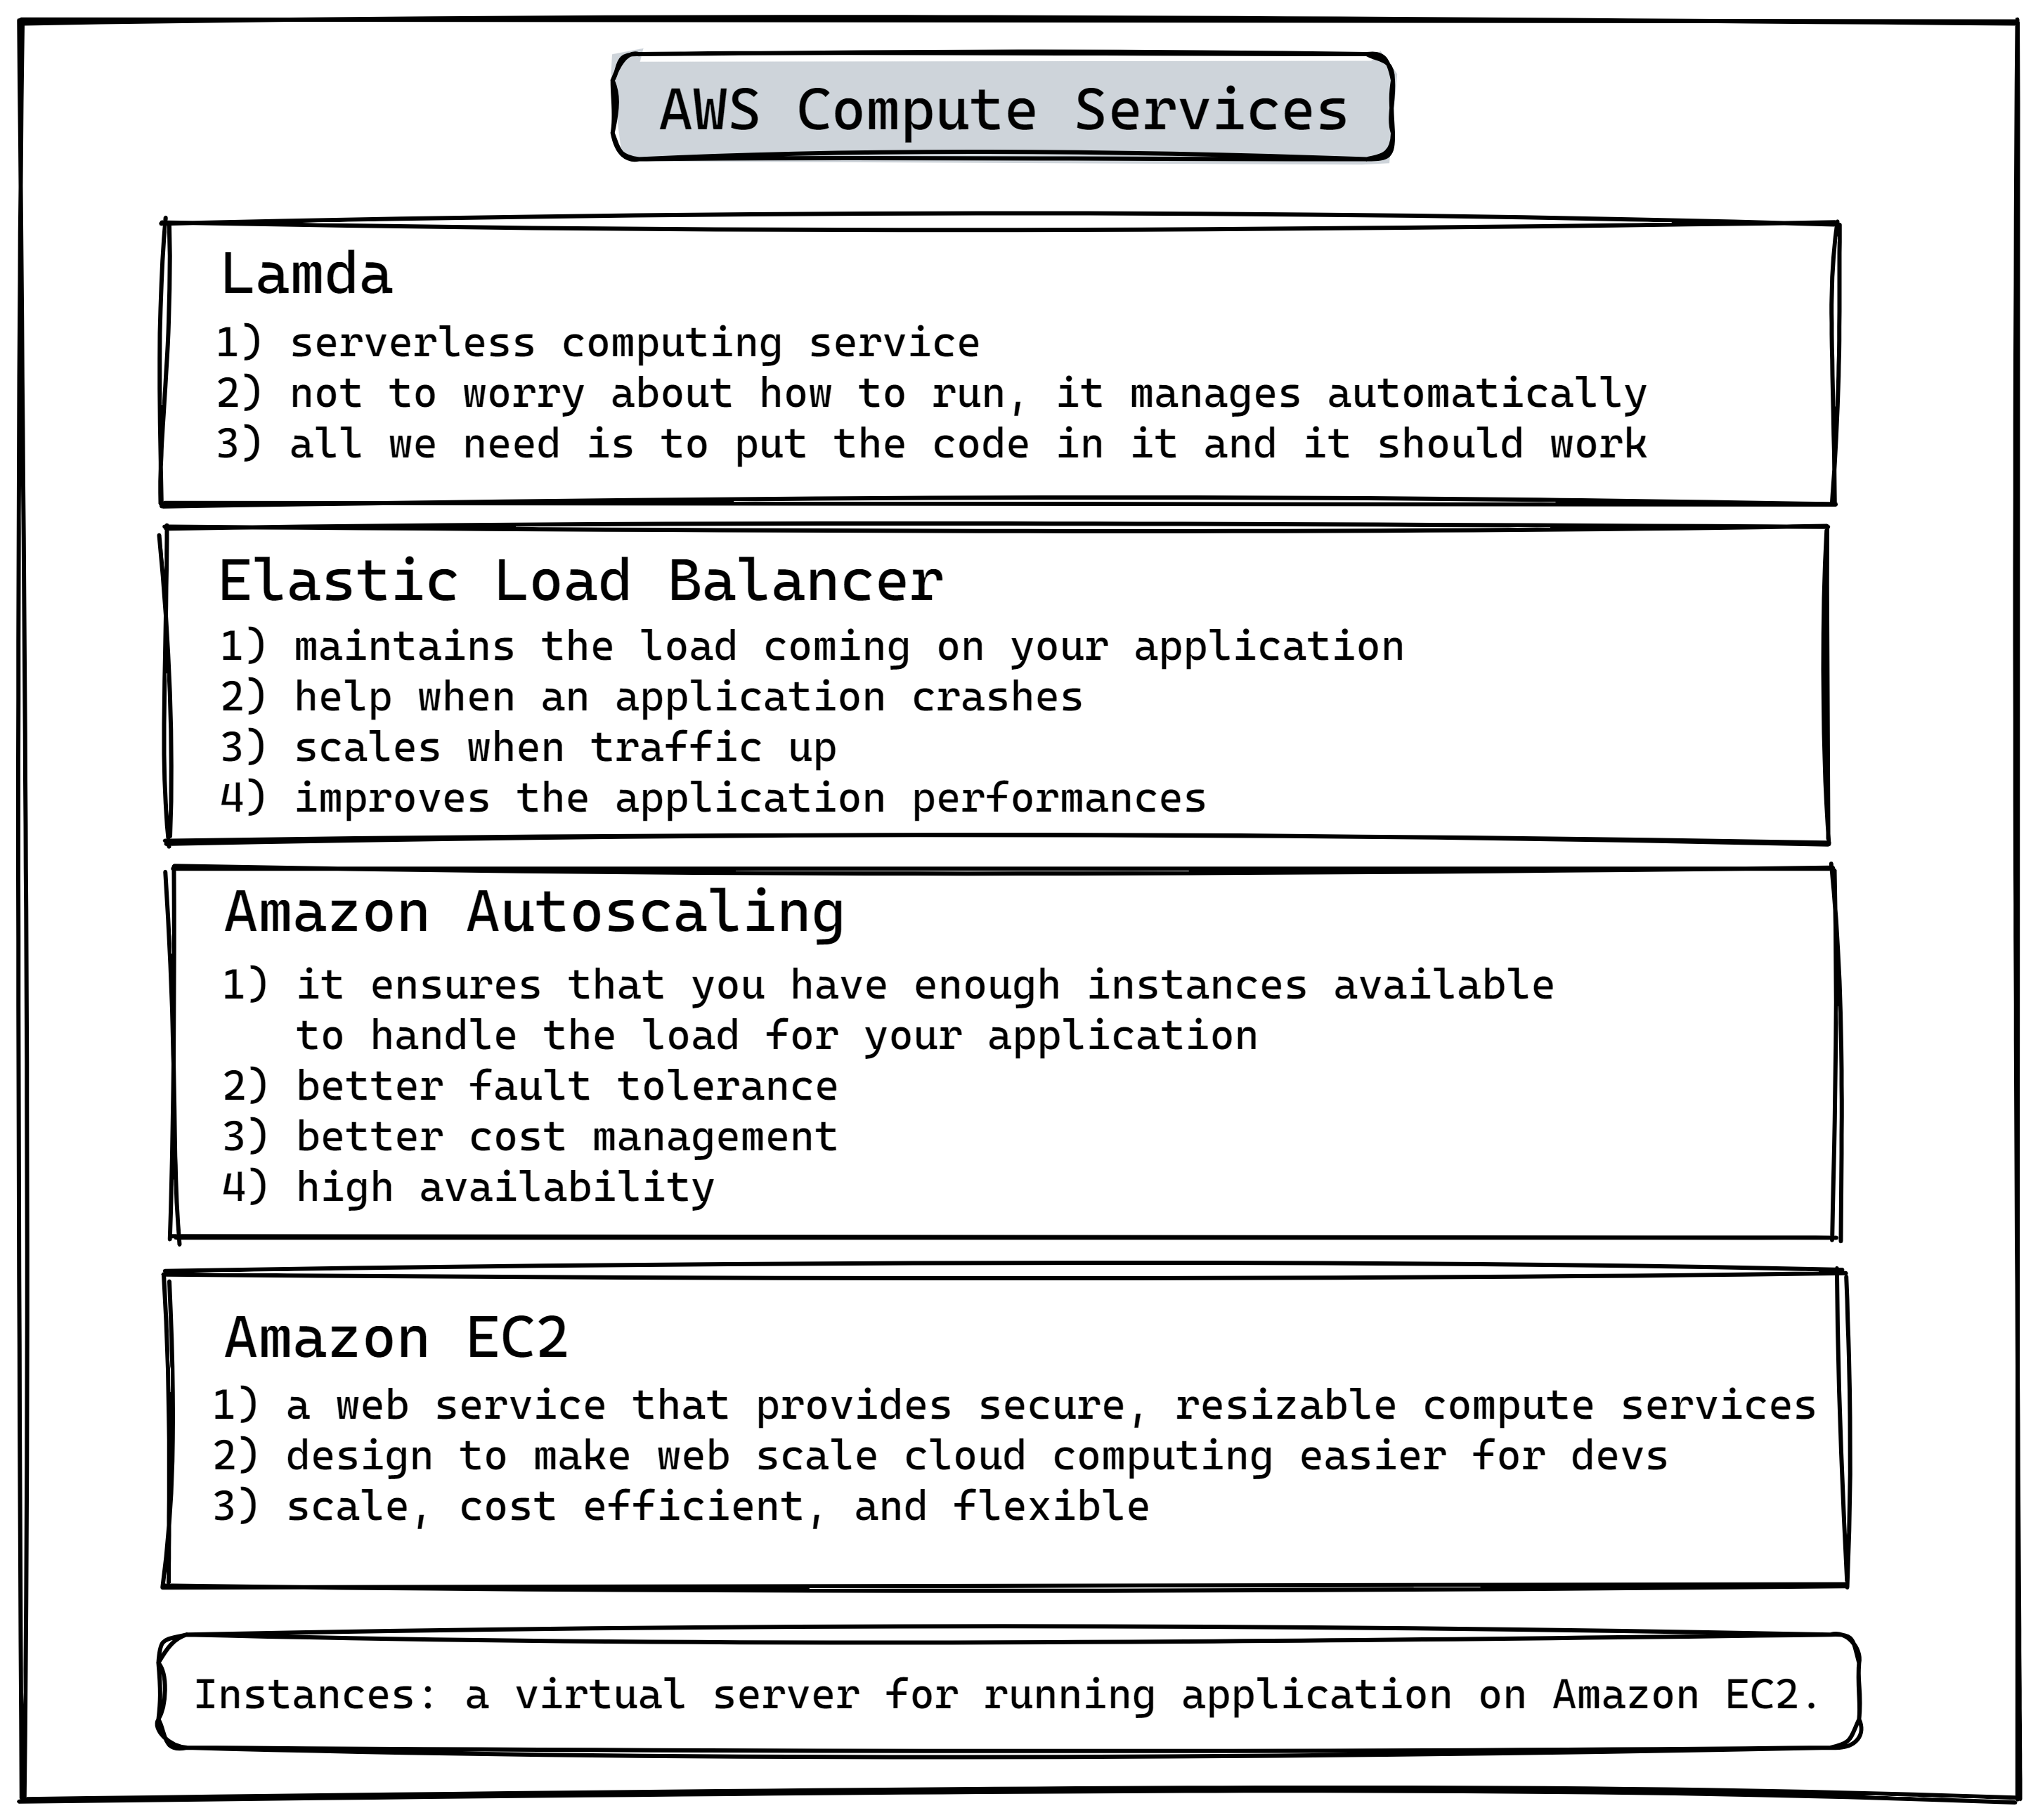 AWS Compute Services
Lamda
1) serverless computing service
2) not to worry about how to run, it manages automatically
3) all we need is to put the code in it and it should work
Elastic Load Balancer
1) maintains the load coming on your application
2) help when an application crashes
3) scales when traffic up
4) improves the application performances
Amazon Autoscaling
1) it ensures that you have enough instances available
to handle the load for your application
2) better fault tolerance
3) better cost management
4) high availability
Amazon EC2
1) a web service that provides secure, resizable compute services
2) design to make web scale cloud computing easier for devs
3) scale, cost efficient, and flexible
Instances: a virtual server for running application on Amazon EC2.